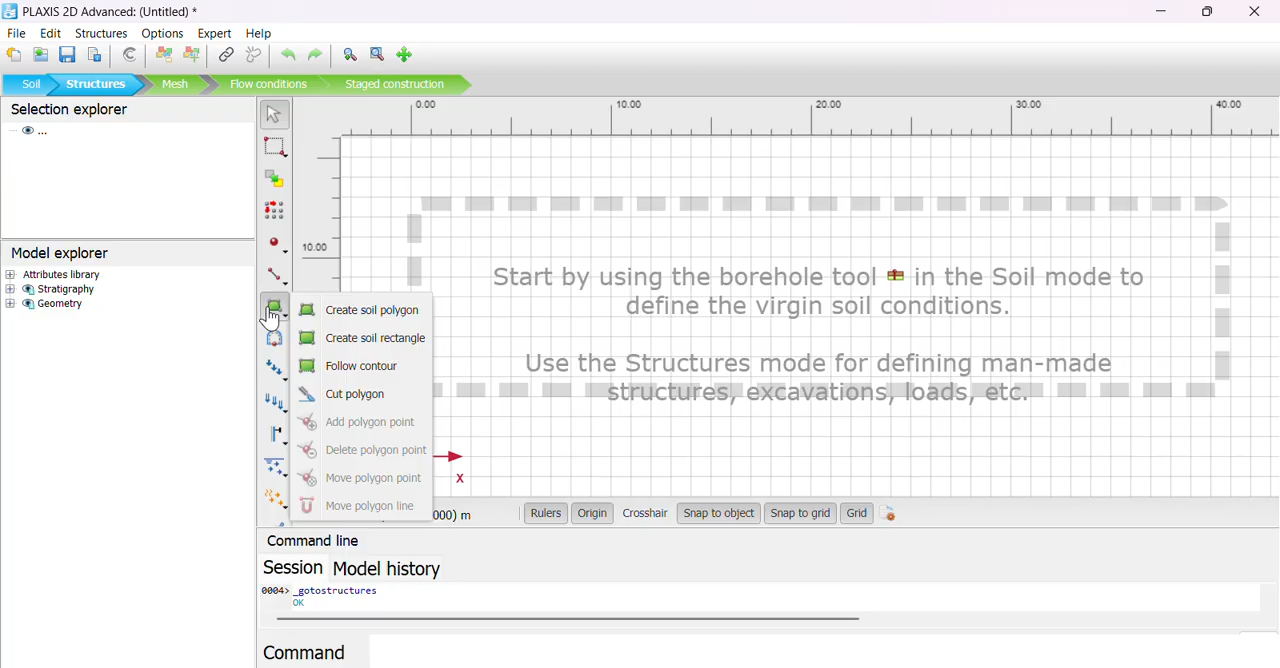 PLAXIS 2D Advanced: (Untitled) *
File Edit Structures Options Expert Help
Soil Structures Mesh Flow conditions Staged construction
Selection explorer
...
Model explorer
Attributes library
Stratigraphy
Geometry
0.00 10.00 20.00 30.00 40.00
10.00
Start by using the borehole tool in the Soil mode to
define the virgin soil conditions.
Use the Structures mode for defining man-made
structures, excavations, loads, etc.
x
Create soil polygon
Create soil rectangle
Follow contour
Cut polygon
Add polygon point
Delete polygon point
Move polygon point
Move polygon line
000) m
Rulers Origin Crosshair Snap to object Snap to grid Grid
Command line
Session Model history
0004> _gotostructures
OK
Command